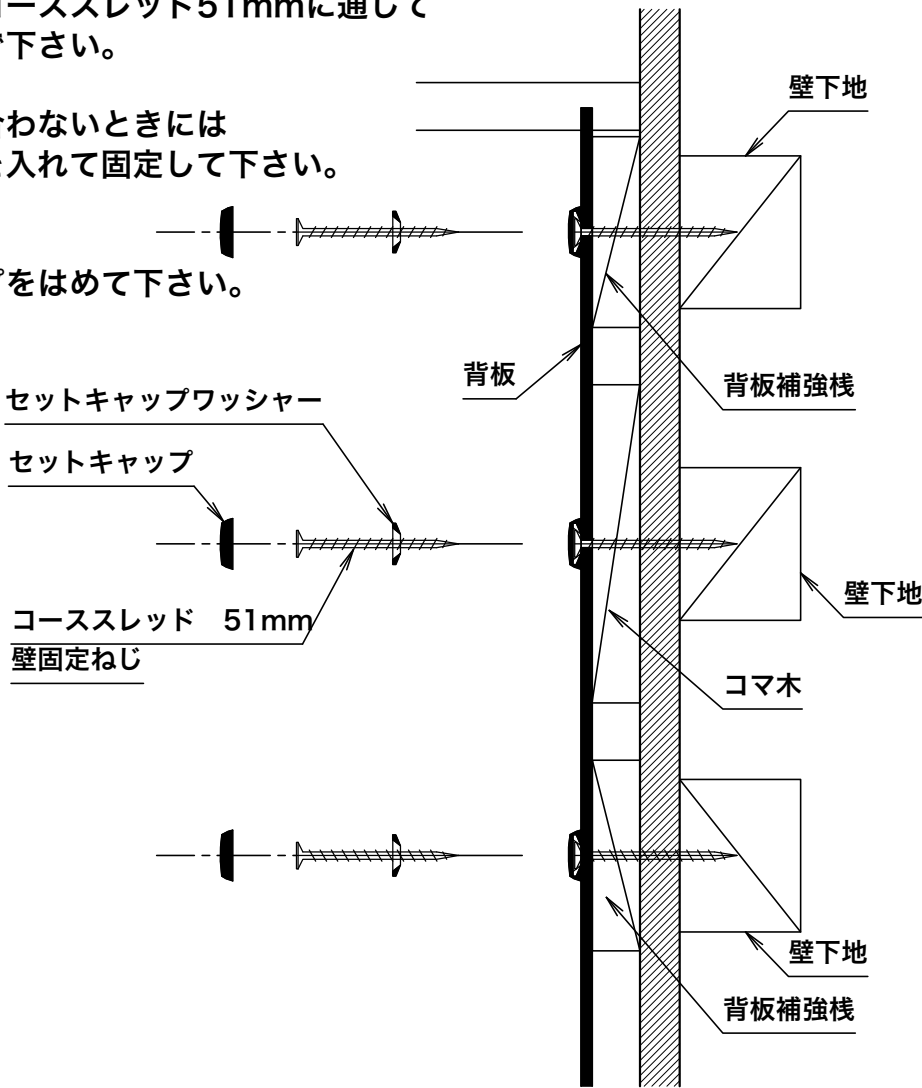 コーススレッド51mmに通して
下さい。
わないときには
入れて固定して下さい。
をはめて下さい。
壁下地
背板
背板補強桟
セットキャップワッシャー
セットキャップ
壁下地
コーススレッド　51mm
壁固定ねじ
コマ木
壁下地
背板補強桟